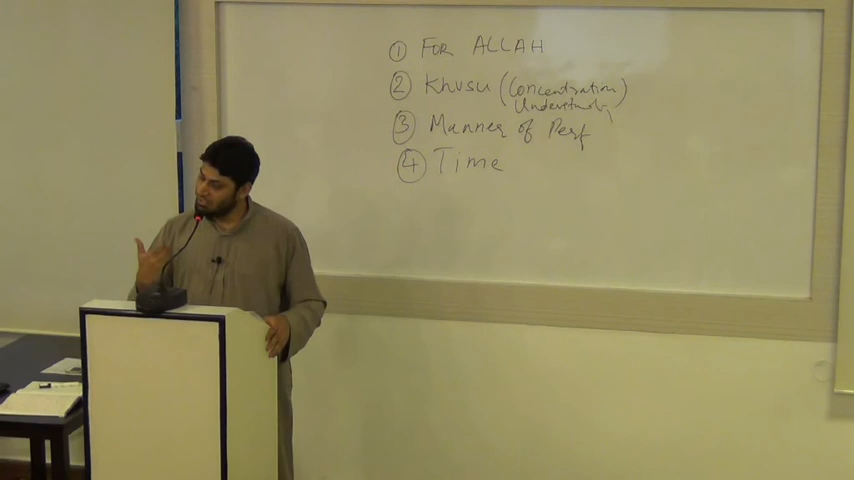 ① FOR ALLAH
② Khusu (Concentration
Understanding)
③ Manner of Perf
④ Time